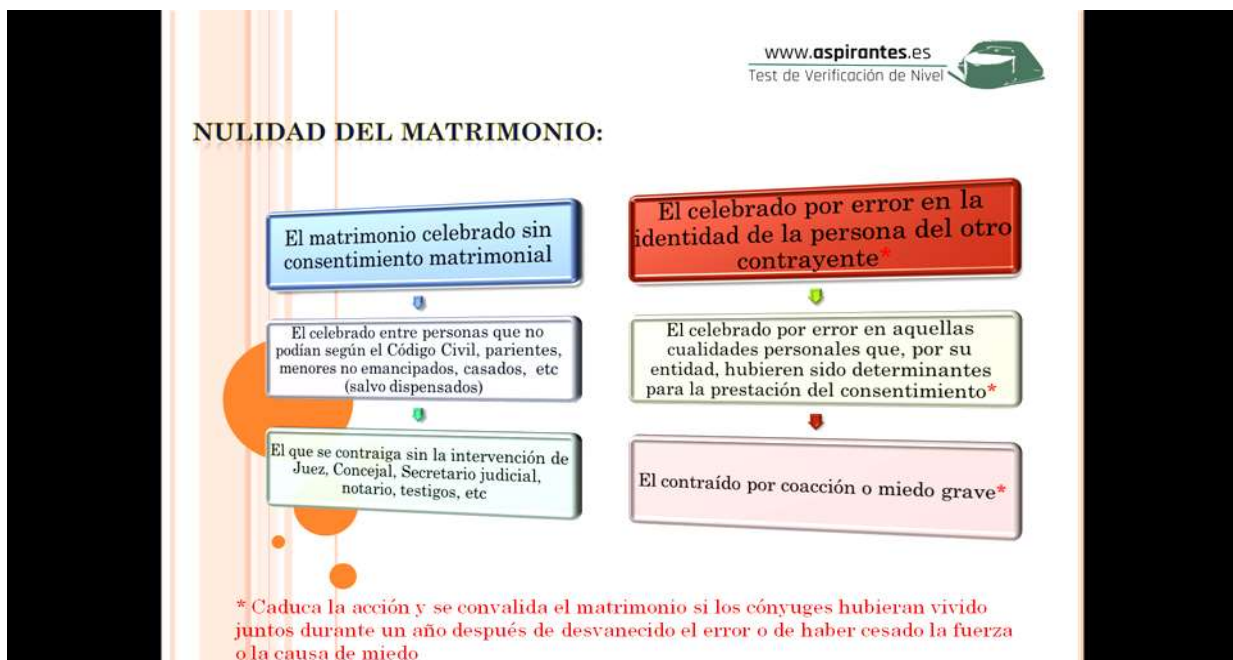 www.aspirantes.es
Test de Verificación de Nivel
NULIDAD DEL MATRIMONIO:
El matrimonio celebrado sin
consentimiento matrimonial
El celebrado entre personas que no
podían según el Código Civil, parientes,
menores no emancipados, casados, etc
(salvo dispensados)
El que se contraiga sin la intervención de
Juez, Concejal, Secretario judicial,
notario, testigos, etc
El celebrado por error en la
identidad de la persona del otro
contrayente*
El celebrado por error en aquellas
cualidades personales que, por su
entidad, hubieren sido determinantes
para la prestación del consentimiento*
El contraído por coacción o miedo grave*
* Caduca la acción y se convalida el matrimonio si los cónyuges hubieran vivido
juntos durante un año después de desvanecido el error o de haber cesado la fuerza
o la causa de miedo